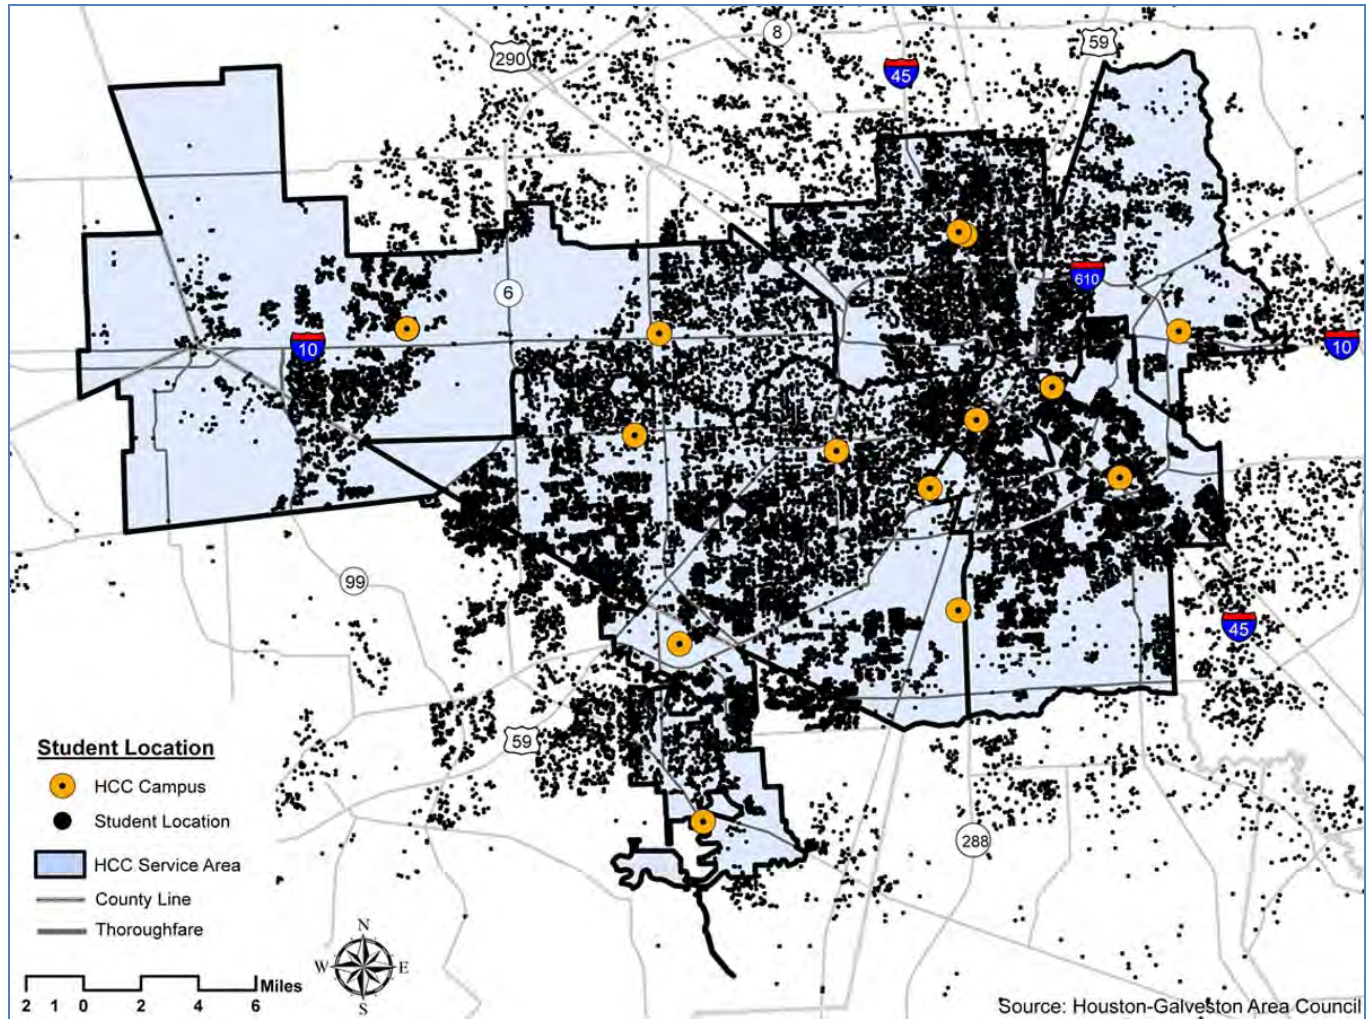 8
59
290
45
6
610
10
10
99
45
59
288
Student Location
HCC Campus
Student Location
HCC Service Area
County Line
Thoroughfare
N
W E
S
Miles
2 1 0 2 4 6
Source: Houston-Galveston Area Council